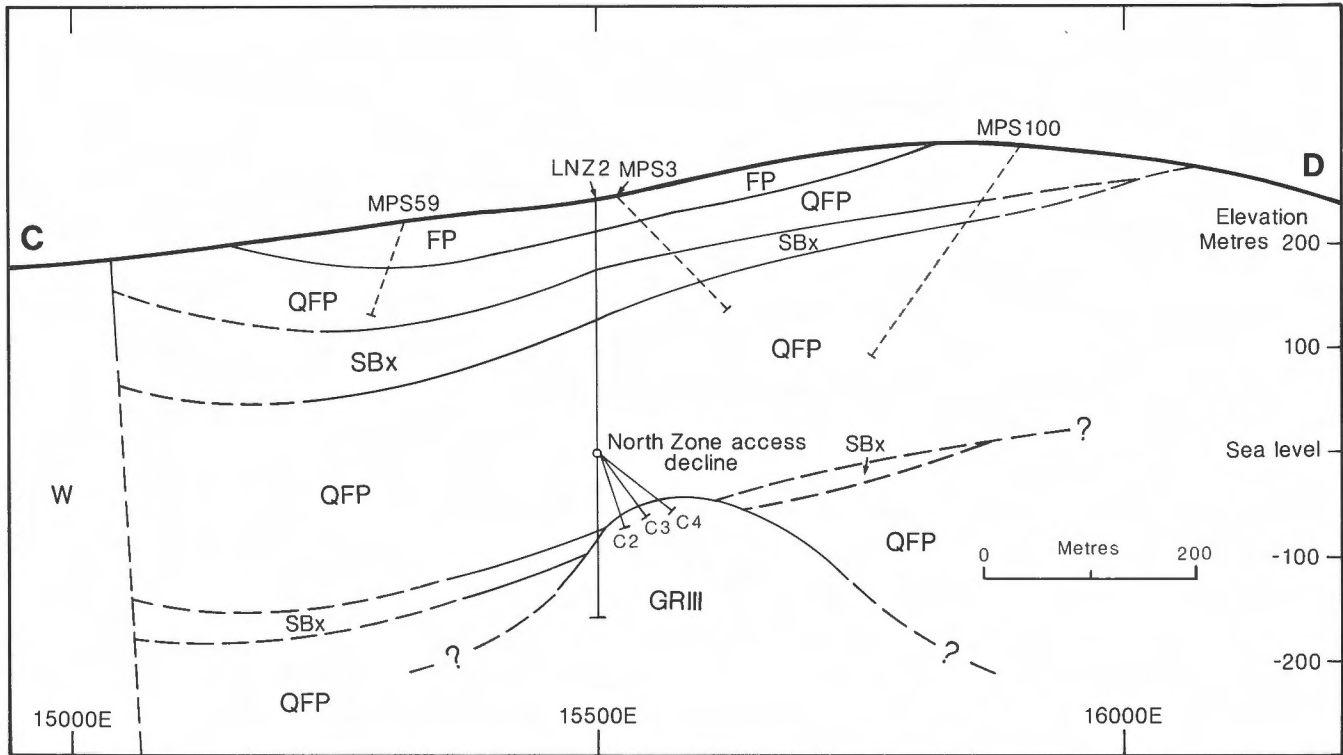 MPS100
LNZ2 MPS3
D
MPS59
FP
QFP
C
FP
SBx
Elevation
Metres 200
QFP
SBx
QFP
100
North Zone access
decline
SBx
?
Sea level
W
QFP
C2
C3
C4
QFP
0 Metres 200
-100
GRIII
SBx
?
?
-200
QFP
15000E
15500E
16000E